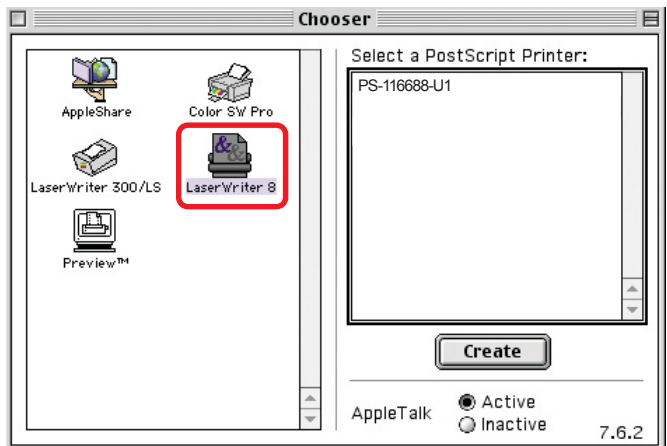 Chooser
AppleShare
Color SW Pro
LaserWriter 300/LS
&&
LaserWriter 8
Preview™
Select a PostScript Printer:
PS-116688-U1
Create
AppleTalk
Active
Inactive
7.6.2